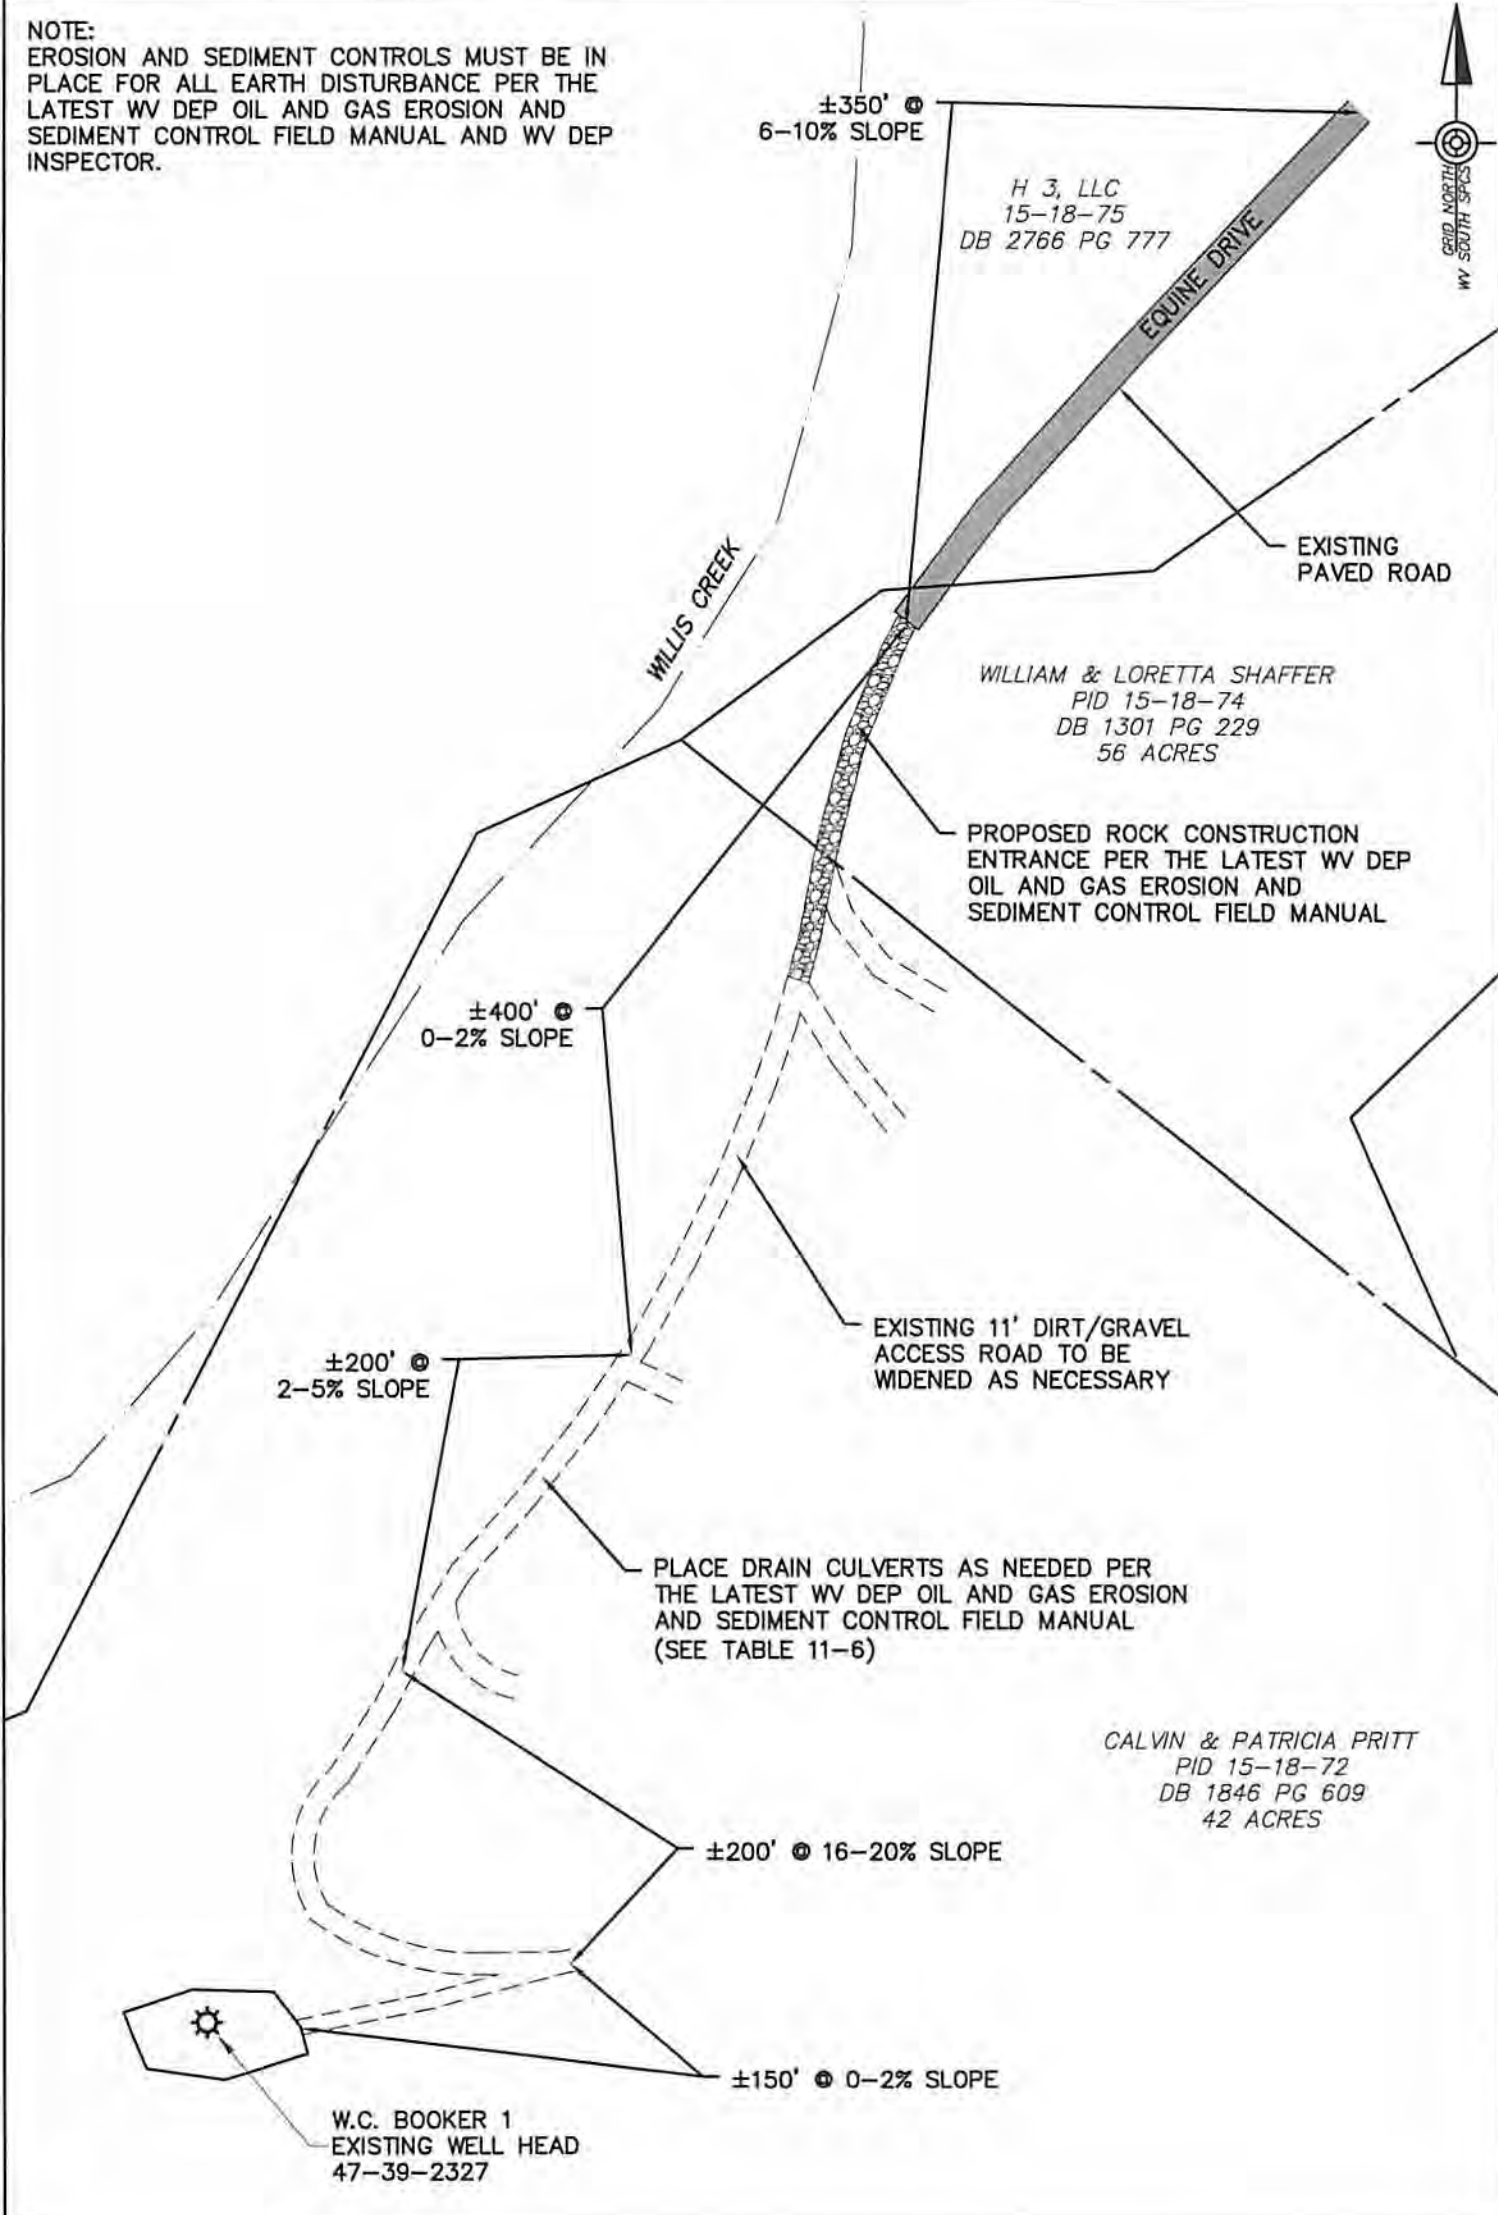 NOTE:
EROSION AND SEDIMENT CONTROLS MUST BE IN
PLACE FOR ALL EARTH DISTURBANCE PER THE
LATEST WV DEP OIL AND GAS EROSION AND
SEDIMENT CONTROL FIELD MANUAL AND WV DEP
INSPECTOR.
±350' @
6-10% SLOPE
GRID NORTH
WV SOUTH SPCS
H 3, LLC
15-18-75
DB 2766 PG 777
EQUINE DRIVE
EXISTING
PAVED ROAD
WILLIS CREEK
WILLIAM & LORETTA SHAFFER
PID 15-18-74
DB 1301 PG 229
56 ACRES
PROPOSED ROCK CONSTRUCTION
ENTRANCE PER THE LATEST WV DEP
OIL AND GAS EROSION AND
SEDIMENT CONTROL FIELD MANUAL
±400' @
0-2% SLOPE
EXISTING 11' DIRT/GRAVEL
ACCESS ROAD TO BE
WIDENED AS NECESSARY
±200' @
2-5% SLOPE
PLACE DRAIN CULVERTS AS NEEDED PER
THE LATEST WV DEP OIL AND GAS EROSION
AND SEDIMENT CONTROL FIELD MANUAL
(SEE TABLE 11-6)
CALVIN & PATRICIA PRITT
PID 15-18-72
DB 1846 PG 609
42 ACRES
±200' @ 16-20% SLOPE
±150' @ 0-2% SLOPE
W.C. BOOKER 1
EXISTING WELL HEAD
47-39-2327